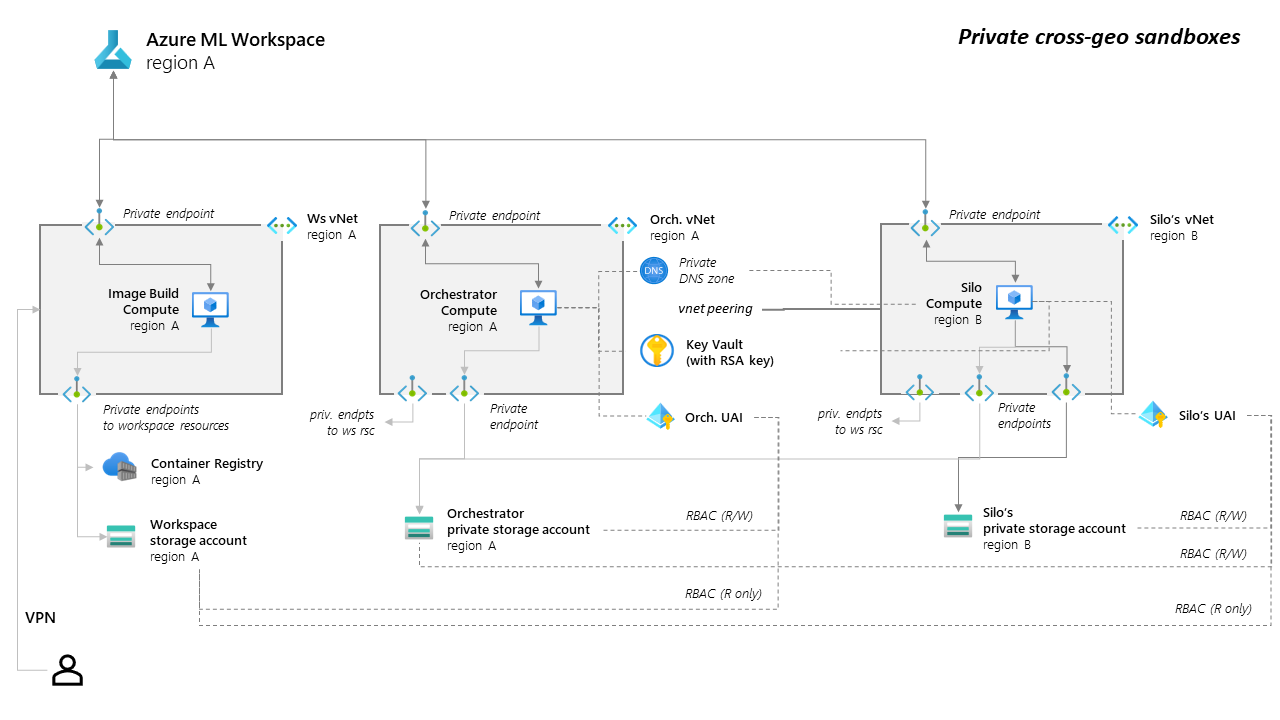 Azure ML Workspace
region A
Private cross-geo sandboxes
Private endpoint
Ws vNet
region A
Private endpoint
Orch. vNet
region A
Private endpoint
Silo's vNet
region B
Image Build
Compute
region A
Orchestrator
Compute
region A
DNS
Private
DNS zone
vnet peering
Key Vault
(with RSA key)
Silo
Compute
region B
Private endpoints
to workspace resources
priv. endpts
to ws rsc
Private
endpoint
Orch. UAI
priv. endpts
to ws rsc
Private
endpoints
Silo's UAI
Container Registry
region A
Workspace
storage account
region A
Orchestrator
private storage account
region A
RBAC (R/W)
Silo's
private storage account
region B
RBAC (R/W)
RBAC (R/W)
RBAC (R only)
RBAC (R only)
VPN